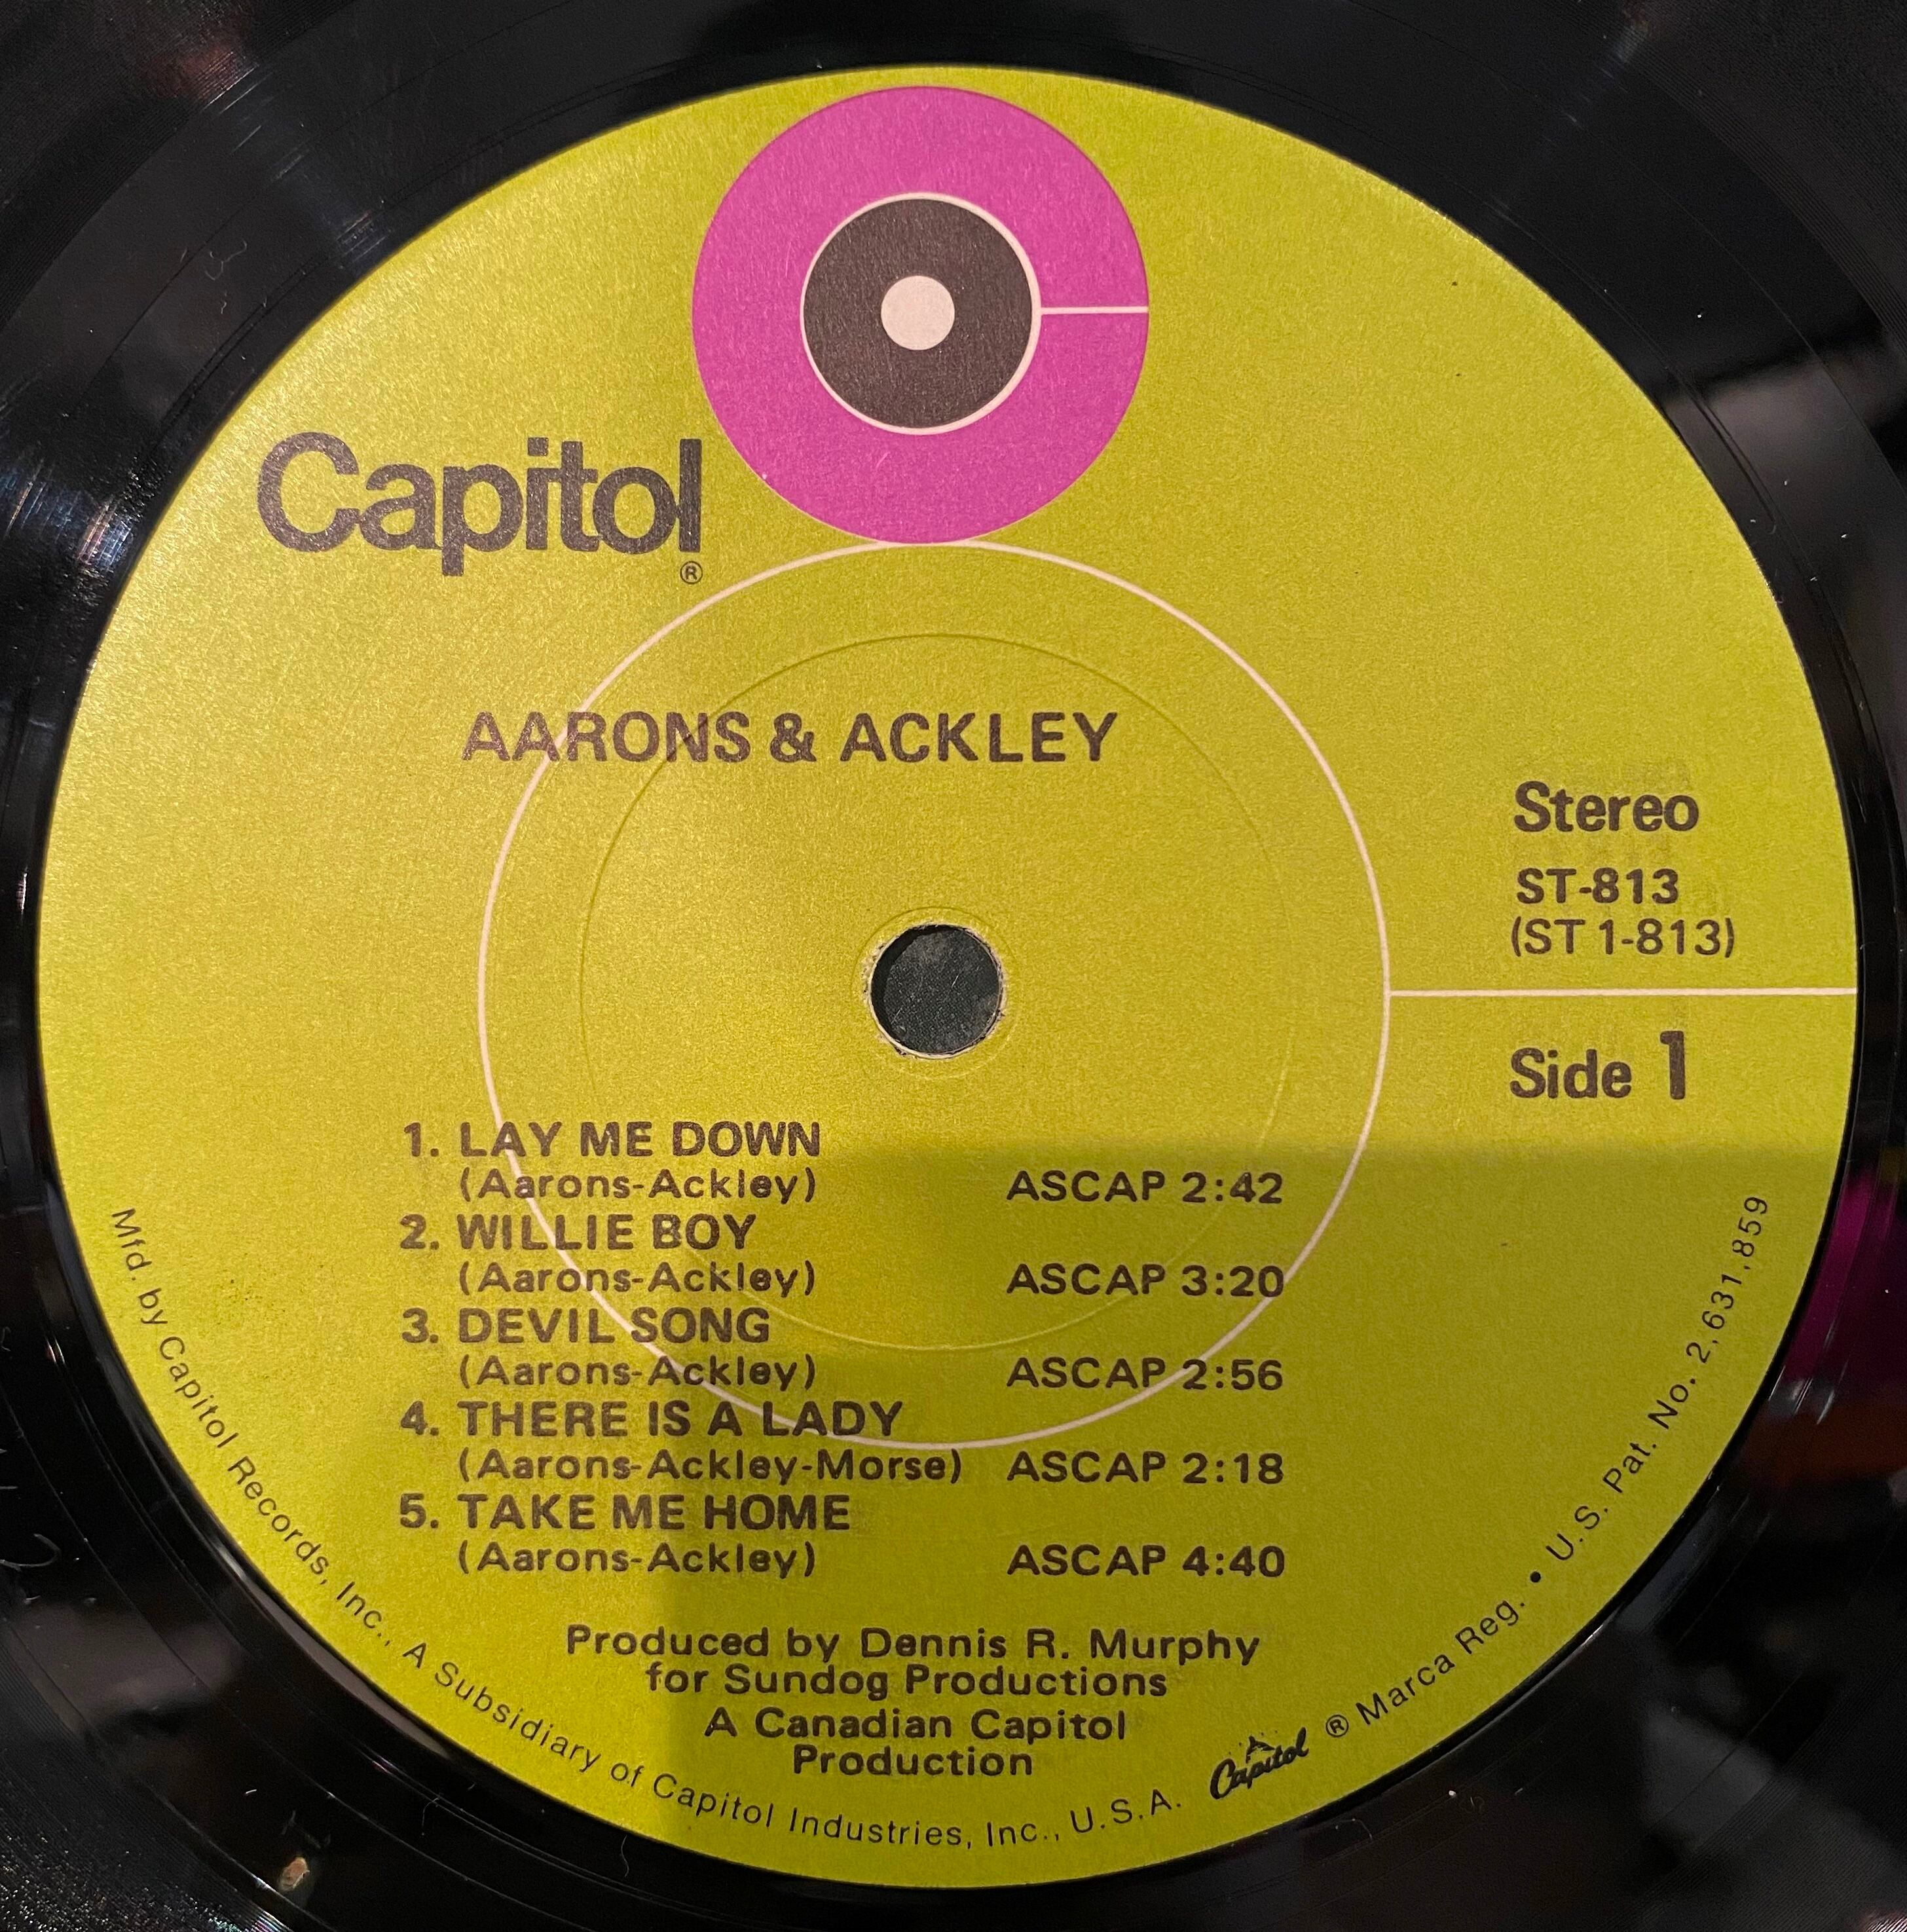 Capitol
®
AARONS & ACKLEY
Stereo
ST-813
(ST 1-813)
Side 1
1. LAY ME DOWN
(Aarons-Ackley) ASCAP 2:42
2. WILLIE BOY
(Aarons-Ackley) ASCAP 3:20
3. DEVIL SONG
(Aarons-Ackley) ASCAP 2:56
4. THERE IS A LADY
(Aarons-Ackley-Morse) ASCAP 2:18
5. TAKE ME HOME
(Aarons-Ackley) ASCAP 4:40
Produced by Dennis R. Murphy
for Sundog Productions
A Canadian Capitol
Production
Mfd. by Capitol Records, Inc., A Subsidiary of Capitol Industries, Inc., U.S.A. Capitol ® Marca Reg. • U.S. Pat. No. 2,631,859